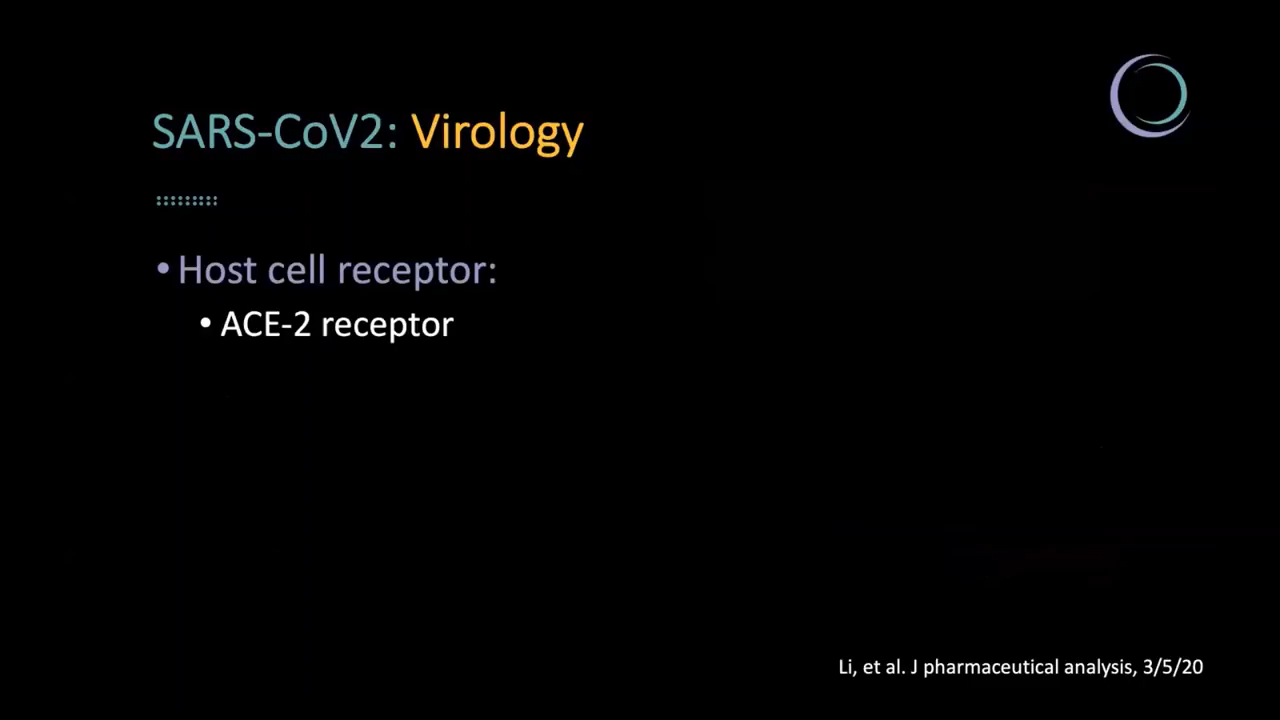 SARS-CoV2: Virology
• Host cell receptor:
• ACE-2 receptor
Li, et al. J pharmaceutical analysis, 3/5/20